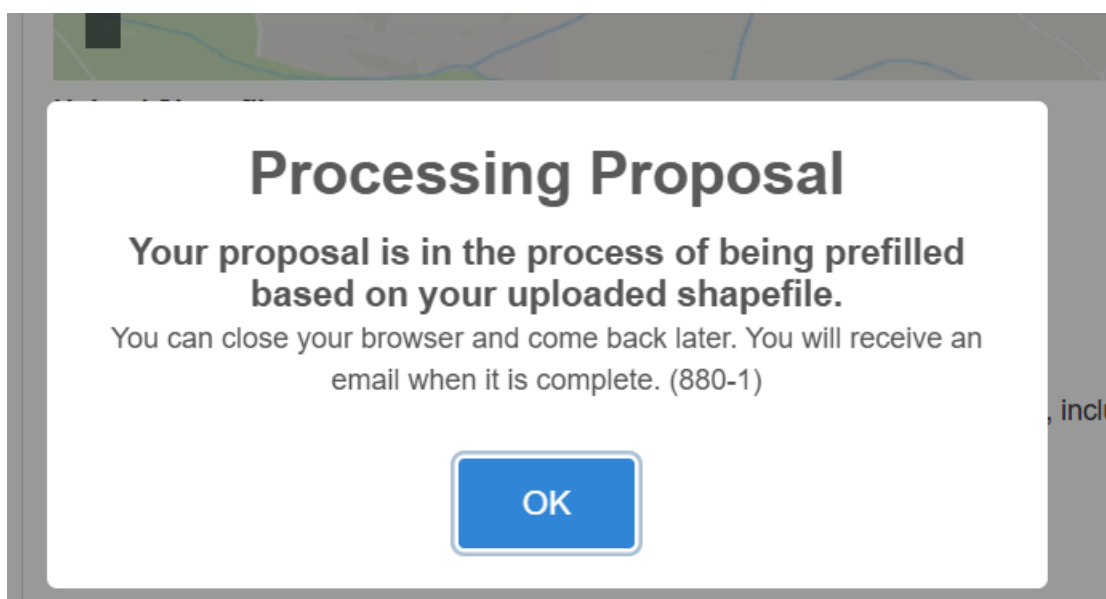 Processing Proposal
Your proposal is in the process of being prefilled
based on your uploaded shapefile.
You can close your browser and come back later. You will receive an
email when it is complete. (880-1)
, incl
OK